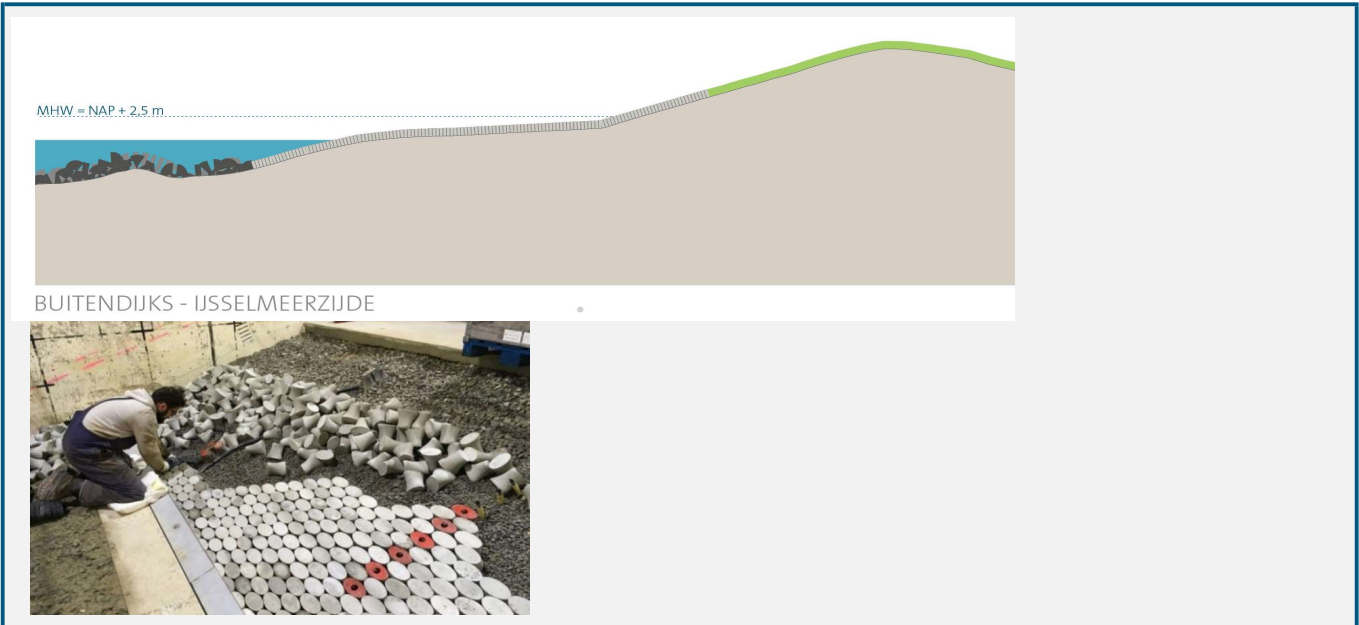 MHW = NAP + 2,5 m
BUITENDIJKS - IJSSELMEERZIJDE